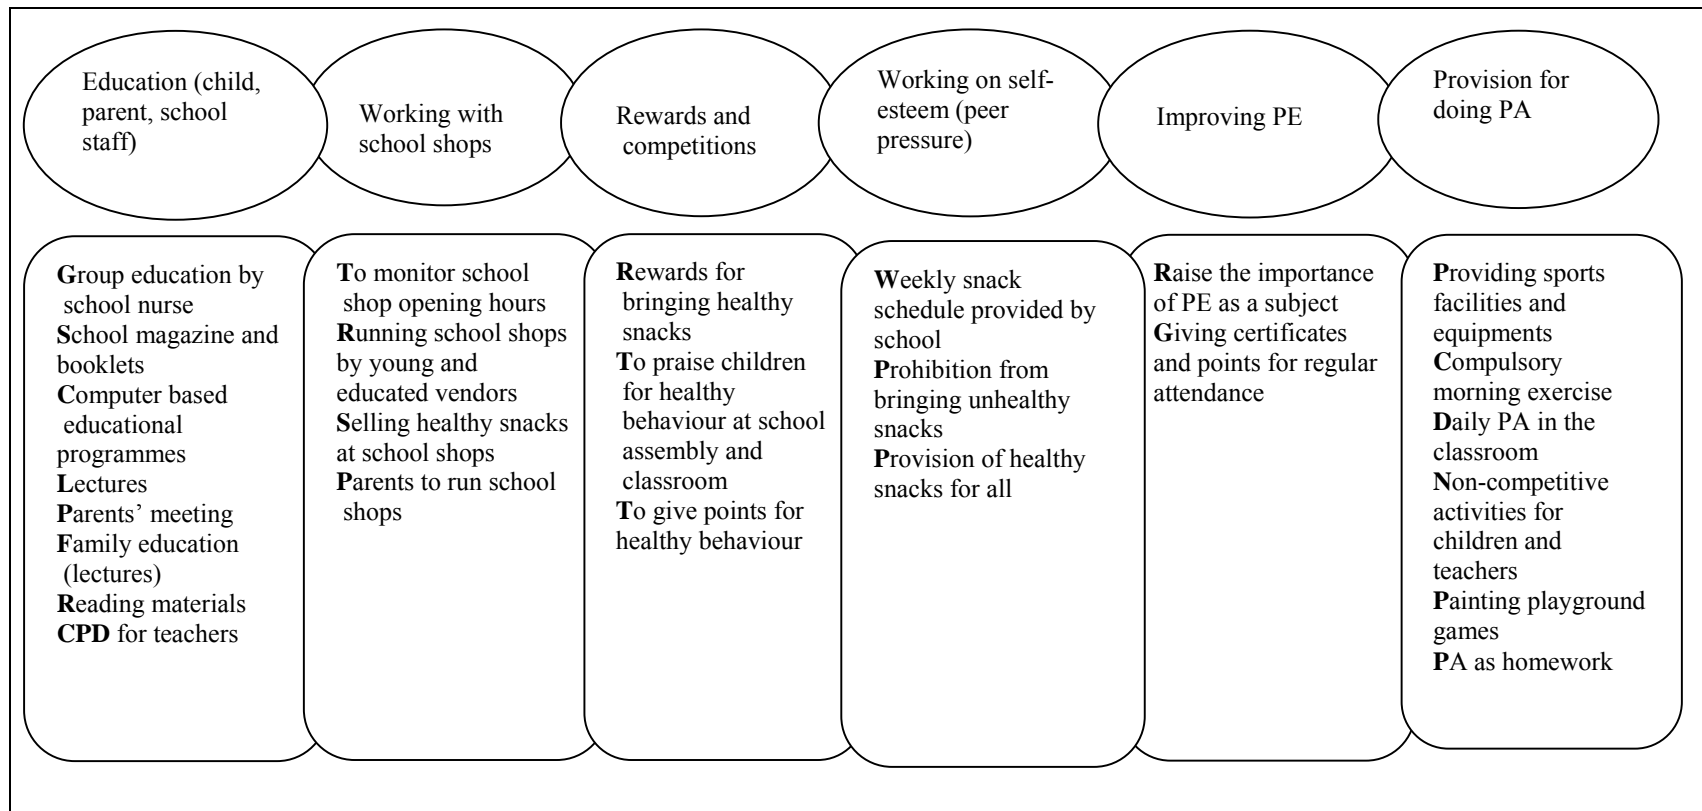 Education (child,
parent, school
staff)
Working with
school shops
Rewards and
competitions
Working on self-
esteem (peer
pressure)
Improving PE
Provision for
doing PA
Group education by
school nurse
School magazine and
booklets
Computer based
educational
programmes
Lectures
Parents’ meeting
Family education
(lectures)
Reading materials
CPD for teachers
To monitor school
shop opening hours
Running school shops
by young and
educated vendors
Selling healthy snacks
at school shops
Parents to run school
shops
Rewards for
bringing healthy
snacks
To praise children
for healthy
behaviour at school
assembly and
classroom
To give points for
healthy behaviour
Weekly snack
schedule provided by
school
Prohibition from
bringing unhealthy
snacks
Provision of healthy
snacks for all
Raise the importance
of PE as a subject
Giving certificates
and points for regular
attendance
Providing sports
facilities and
equipments
Compulsory
morning exercise
Daily PA in the
classroom
Non-competitive
activities for
children and
teachers
Painting playground
games
PA as homework